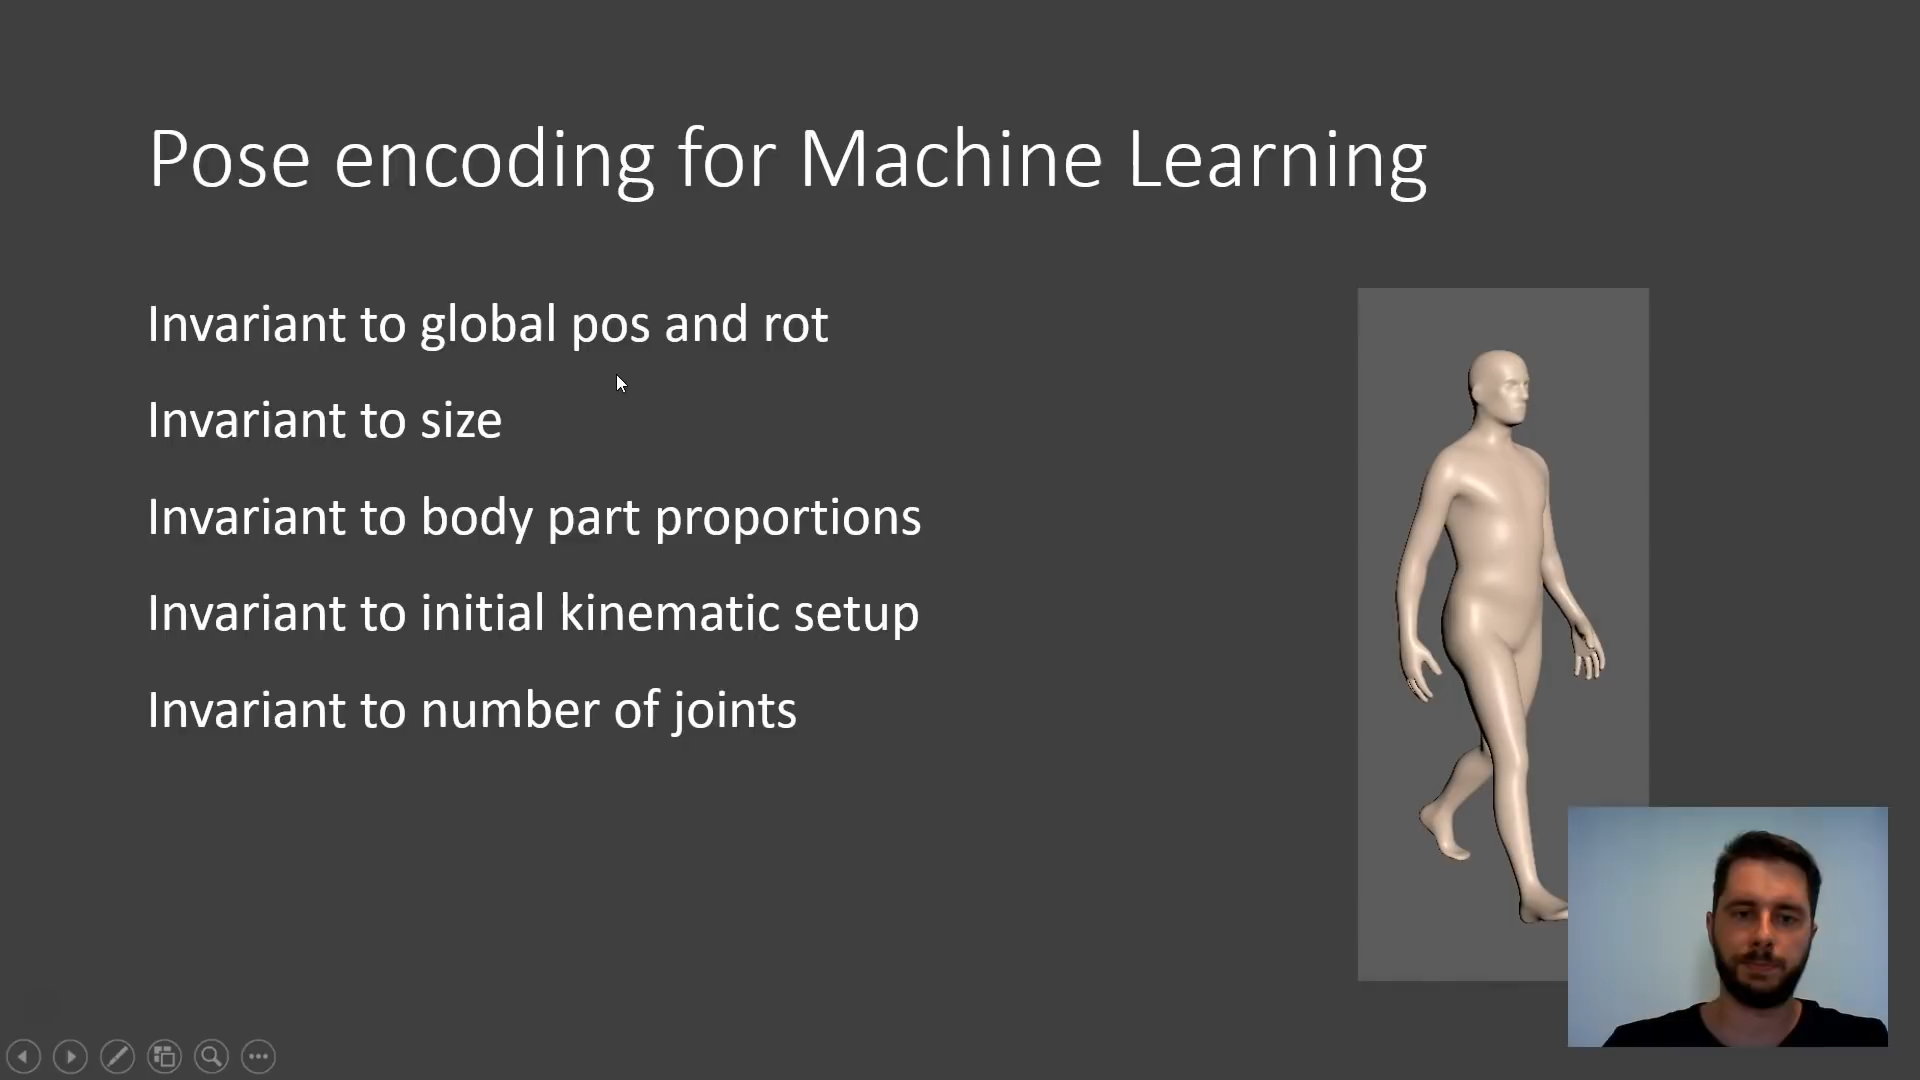 Pose encoding for Machine Learning
Invariant to global pos and rot
Invariant to size
Invariant to body part proportions
Invariant to initial kinematic setup
Invariant to number of joints